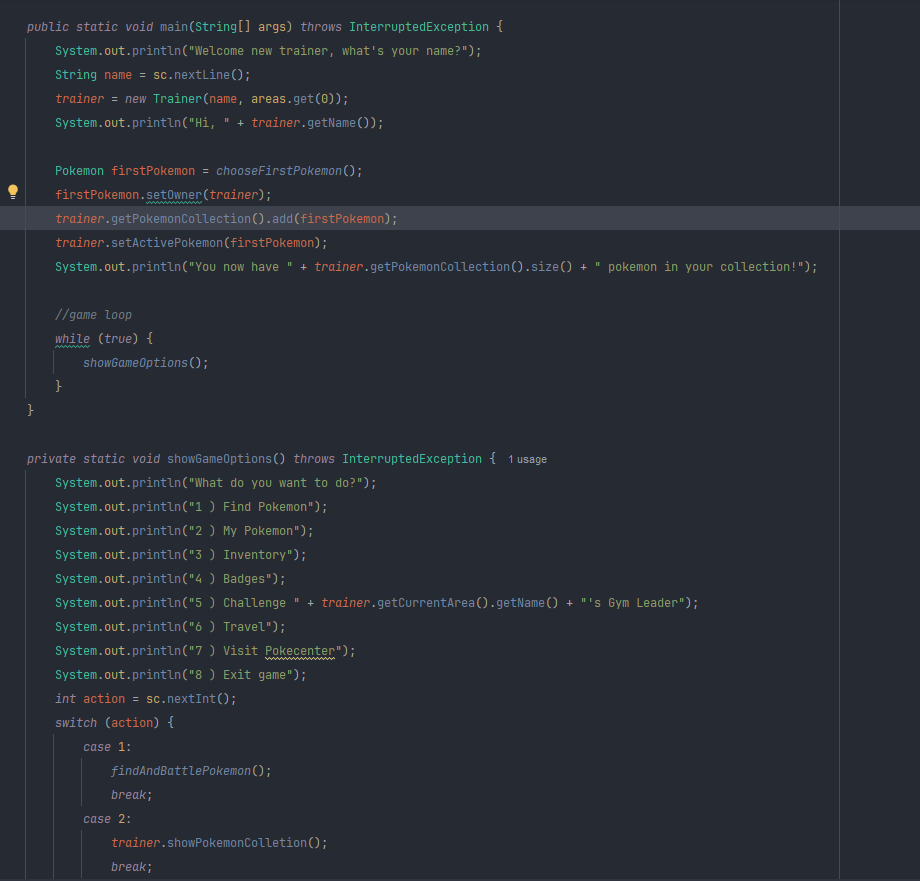 public static void main(String[] args) throws InterruptedException {
System.out.println("Welcome new trainer, what's your name?");
String name = sc.nextLine();
trainer = new Trainer(name, areas.get(0));
System.out.println("Hi, " + trainer.getName());
Pokemon firstPokemon = chooseFirstPokemon();
firstPokemon.setOwner(trainer);
trainer.getPokemonCollection().add(firstPokemon);
trainer.setActivePokemon(firstPokemon);
System.out.println("You now have " + trainer.getPokemonCollection().size() + " pokemon in your collection!");
//game loop
while (true) {
showGameOptions();
}
}
private static void showGameOptions() throws InterruptedException { 1 usage
System.out.println("What do you want to do?");
System.out.println("1 ) Find Pokemon");
System.out.println("2 ) My Pokemon");
System.out.println("3 ) Inventory");
System.out.println("4 ) Badges");
System.out.println("5 ) Challenge " + trainer.getCurrentArea().getName() + "'s Gym Leader");
System.out.println("6 ) Travel");
System.out.println("7 ) Visit Pokecenter");
System.out.println("8 ) Exit game");
int action = sc.nextInt();
switch (action) {
case 1:
findAndBattlePokemon();
break;
case 2:
trainer.showPokemonColletion();
break;